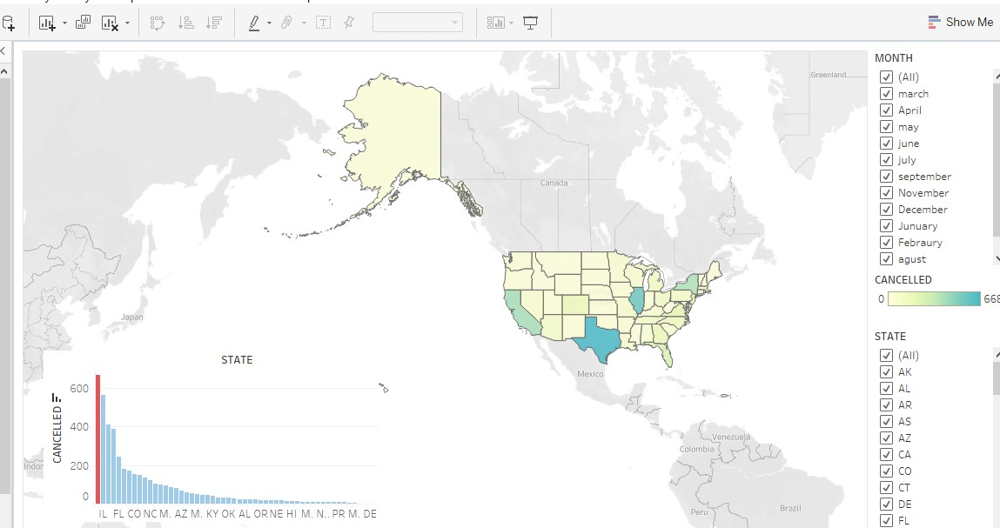 Show Me
MONTH
(All)
march
April
may
june
july
september
November
December
Junuary
Febraury
agust
CANCELLED
0
668
STATE
(All)
AK
AL
AR
AS
AZ
CA
CO
CT
DE
FL
Greenland
Canada
Japan
Mexico
Venezuela
Colombia
Peru
Brazil
Indor
STATE
CANCELLED
600
400
200
0
IL FL CO NC M. AZ M. KY OK AL OR NE HI M. N.. PR M. DE